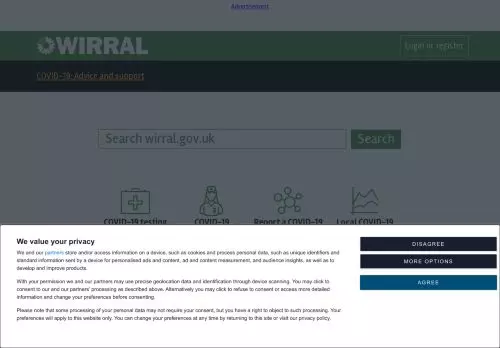 Advertisement
WIRRAL
Login or register
COVID-19: Advice and support
Search wirral.gov.uk
Search
COVID-19 testing
COVID-19
Report a COVID-19
Local COVID-19
We value your privacy
We and our partners store and/or access information on a device, such as cookies and process personal data, such as unique identifiers and
standard information sent by a device for personalised ads and content, ad and content measurement, and audience insights, as well as to
develop and improve products.
With your permission we and our partners may use precise geolocation data and identification through device scanning. You may click to
consent to our and our partners' processing as described above. Alternatively you may click to refuse to consent or access more detailed
information and change your preferences before consenting.
Please note that some processing of your personal data may not require your consent, but you have a right to object to such processing. Your
preferences will apply to this website only. You can change your preferences at any time by returning to this site or visit our privacy policy.
DISAGREE
MORE OPTIONS
AGREE